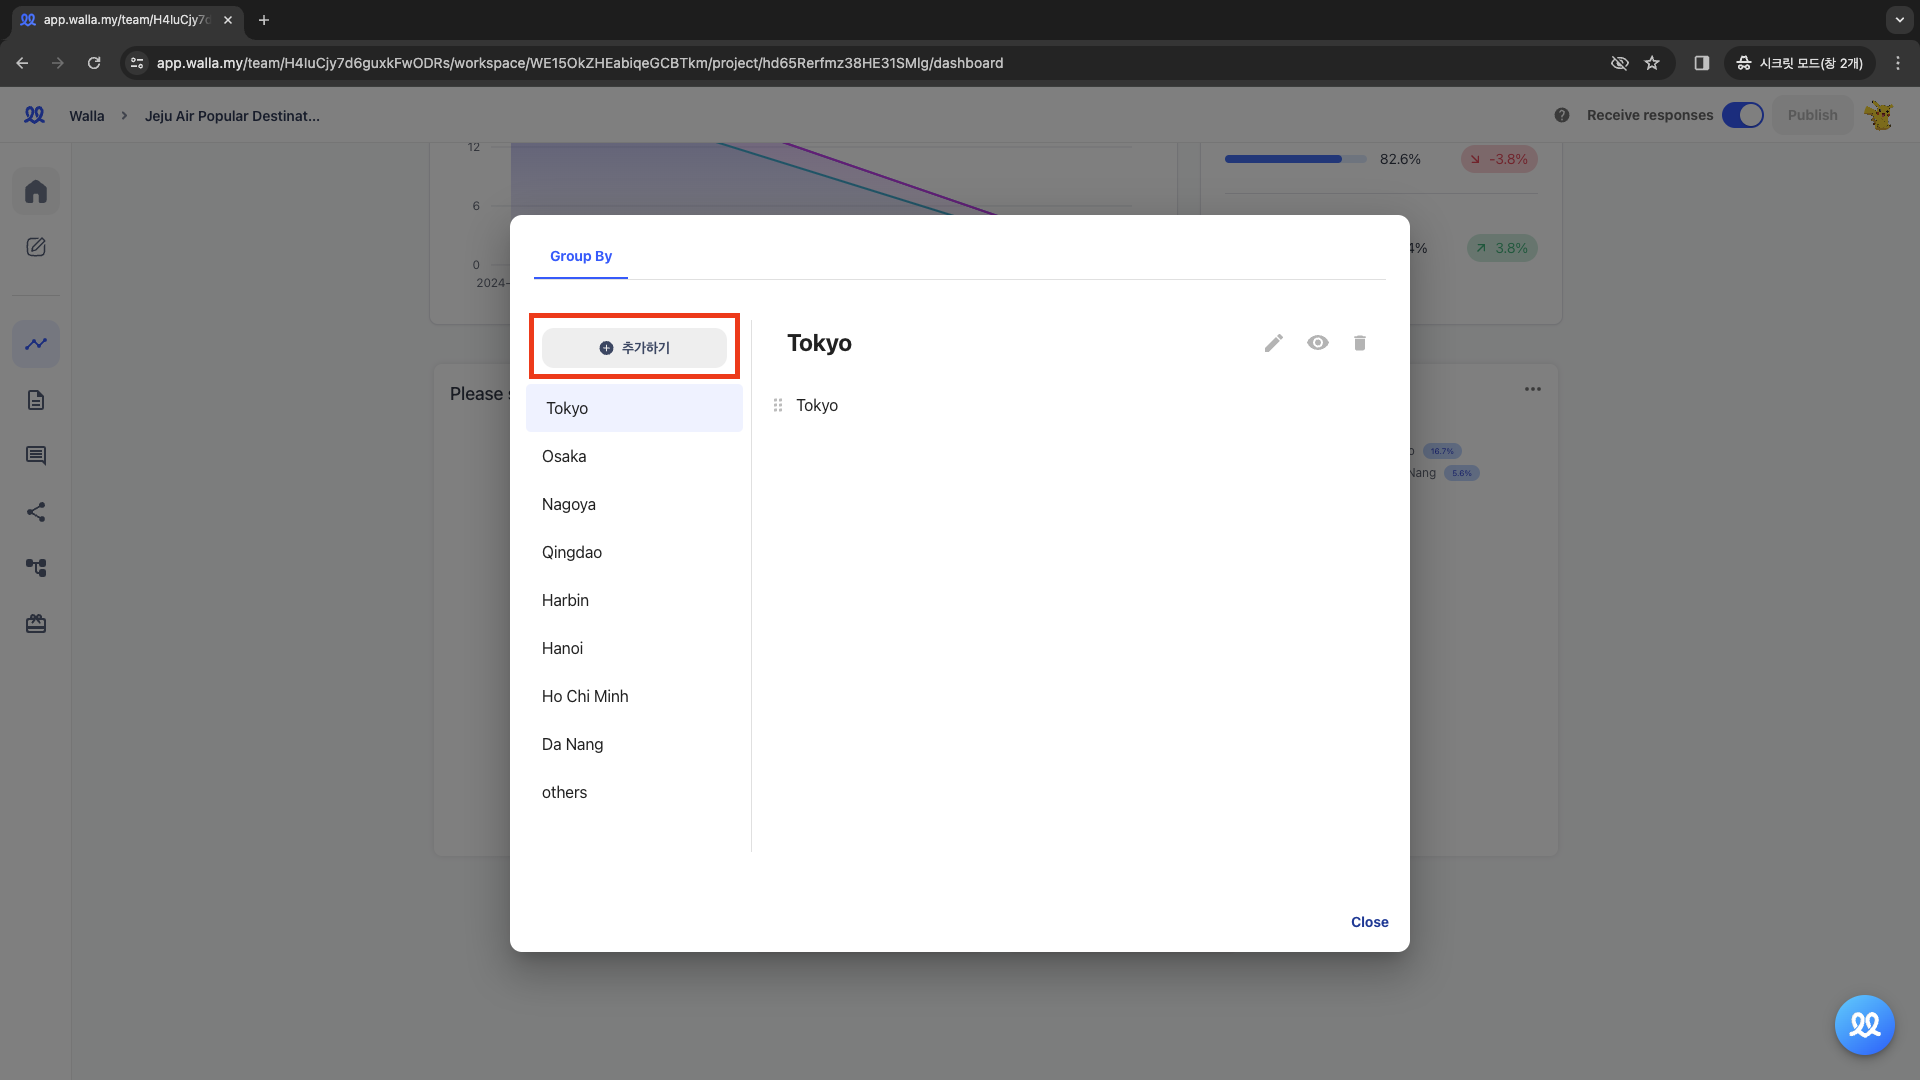 app.walla.my/team/H4luCjy7d
app.walla.my/team/H4luCjy7d6guxkFwODRs/workspace/WE15OkZHEabiqeGCBTkm/project/hd65Rerfmz38HE31SMlg/dashboard
시크릿 모드(창 2개)
Walla
Jeju Air Popular Destinat...
Receive responses
Publish
12
6
0
2024-
82.6%
-3.8%
4%
3.8%
Group By
추가하기
Tokyo
Osaka
Nagoya
Qingdao
Harbin
Hanoi
Ho Chi Minh
Da Nang
others
Tokyo
Tokyo
Please
16.7%
Nang 5.6%
Close